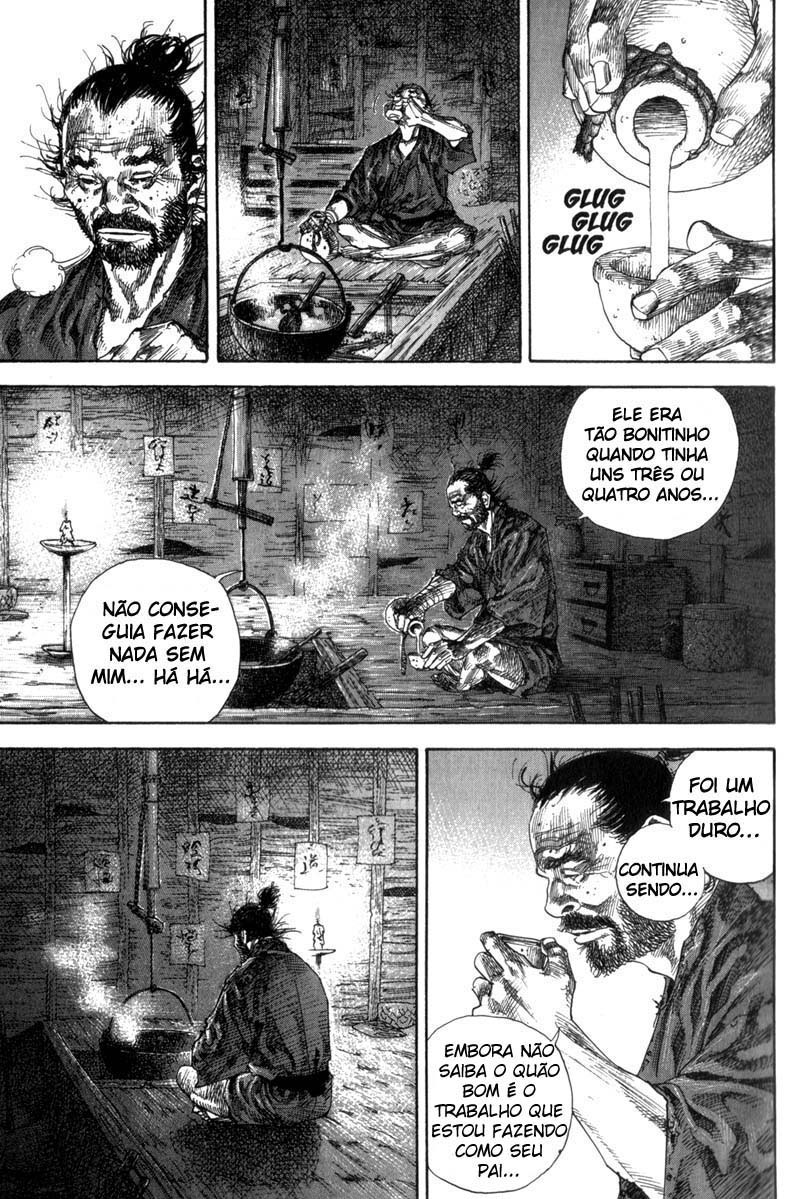 GLUG
GLUG
GLUG
ELE ERA
TÃO BONITINHO
QUANDO TINHA
UNS TRÊS OU
QUATRO ANOS...
NÃO CONSE-
GUIA FAZER
NADA SEM
MIM... HÁ HÁ...
FOI UM
TRABALHO
DURO...
CONTINUA
SENDO...
EMBORA NÃO
SAIBA O QUÃO
BOM É O
TRABALHO QUE
ESTOU FAZENDO
COMO SEU
PAI...